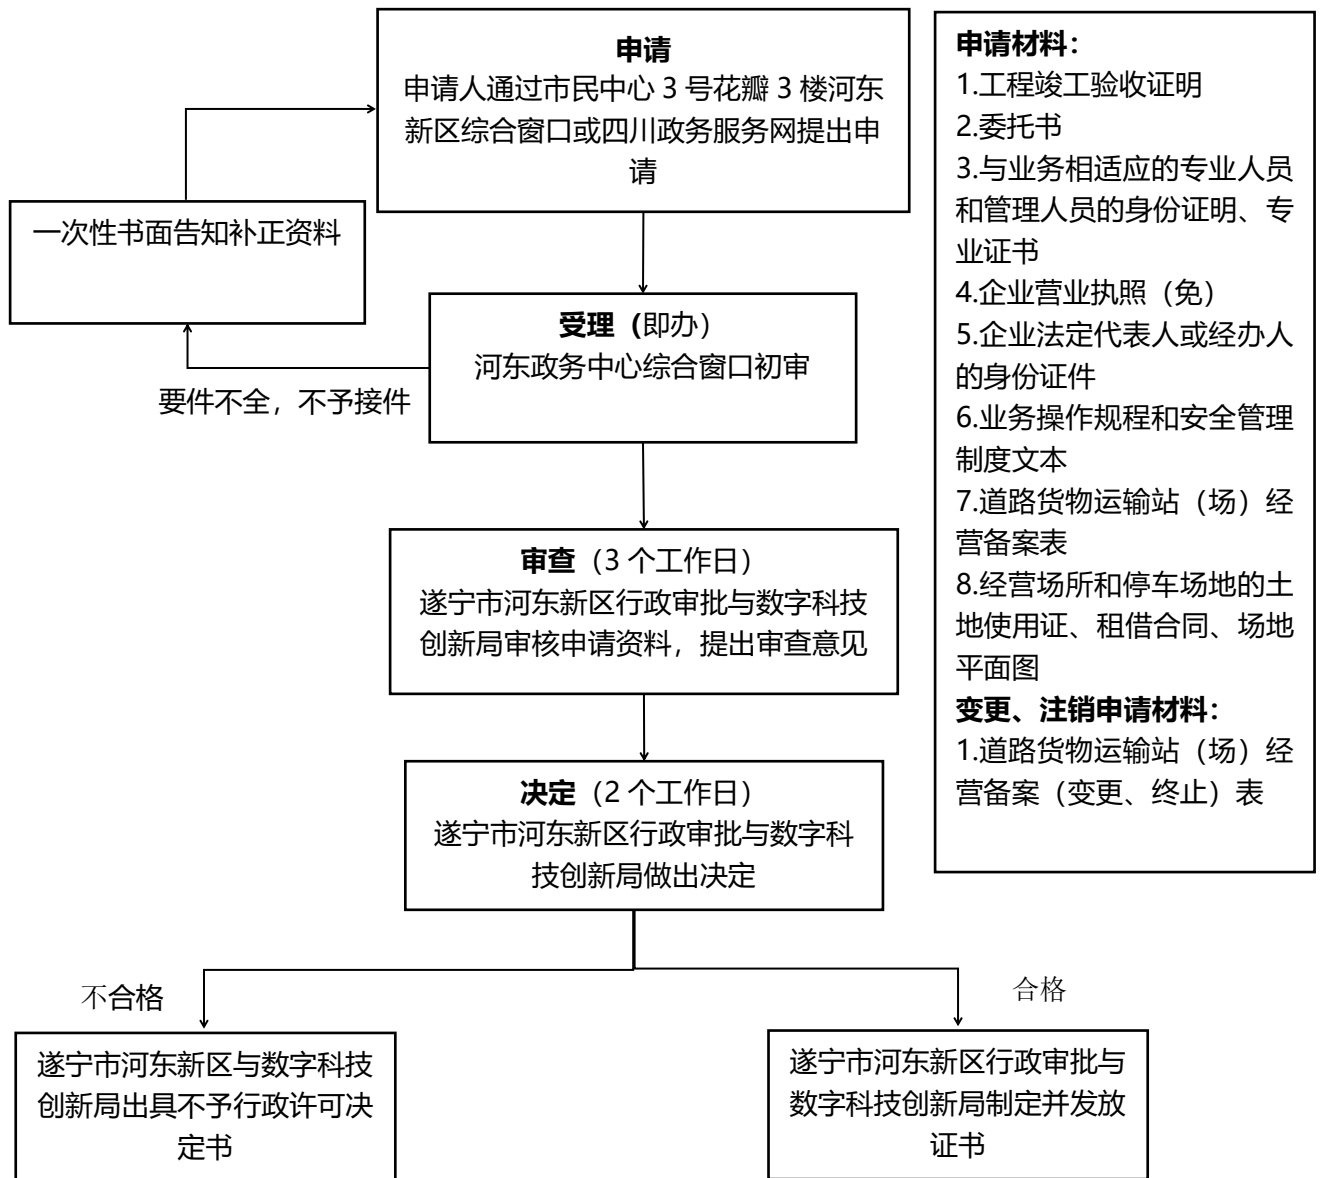 申请
申请人通过市民中心 3 号花瓣 3 楼河东
新区综合窗口或四川政务服务网提出申
请
一次性书面告知补正资料
受理（即办）
河东政务中心综合窗口初审
要件不全，不予接件
审查（3 个工作日）
遂宁市河东新区行政审批与数字科技
创新局审核申请资料，提出审查意见
决定（2 个工作日）
遂宁市河东新区行政审批与数字科
技创新局做出决定
不合格
合格
遂宁市河东新区与数字科技
创新局出具不予行政许可决
定书
遂宁市河东新区行政审批与
数字科技创新局制定并发放
证书
申请材料：
1.工程竣工验收证明
2.委托书
3.与业务相适应的专业人员
和管理人员的身份证明、专
业证书
4.企业营业执照（免）
5.企业法定代表人或经办人
的身份证件
6.业务操作规程和安全管理
制度文本
7.道路货物运输站（场）经
营备案表
8.经营场所和停车场地的土
地使用证、租借合同、场地
平面图
变更、注销申请材料：
1.道路货物运输站（场）经
营备案（变更、终止）表